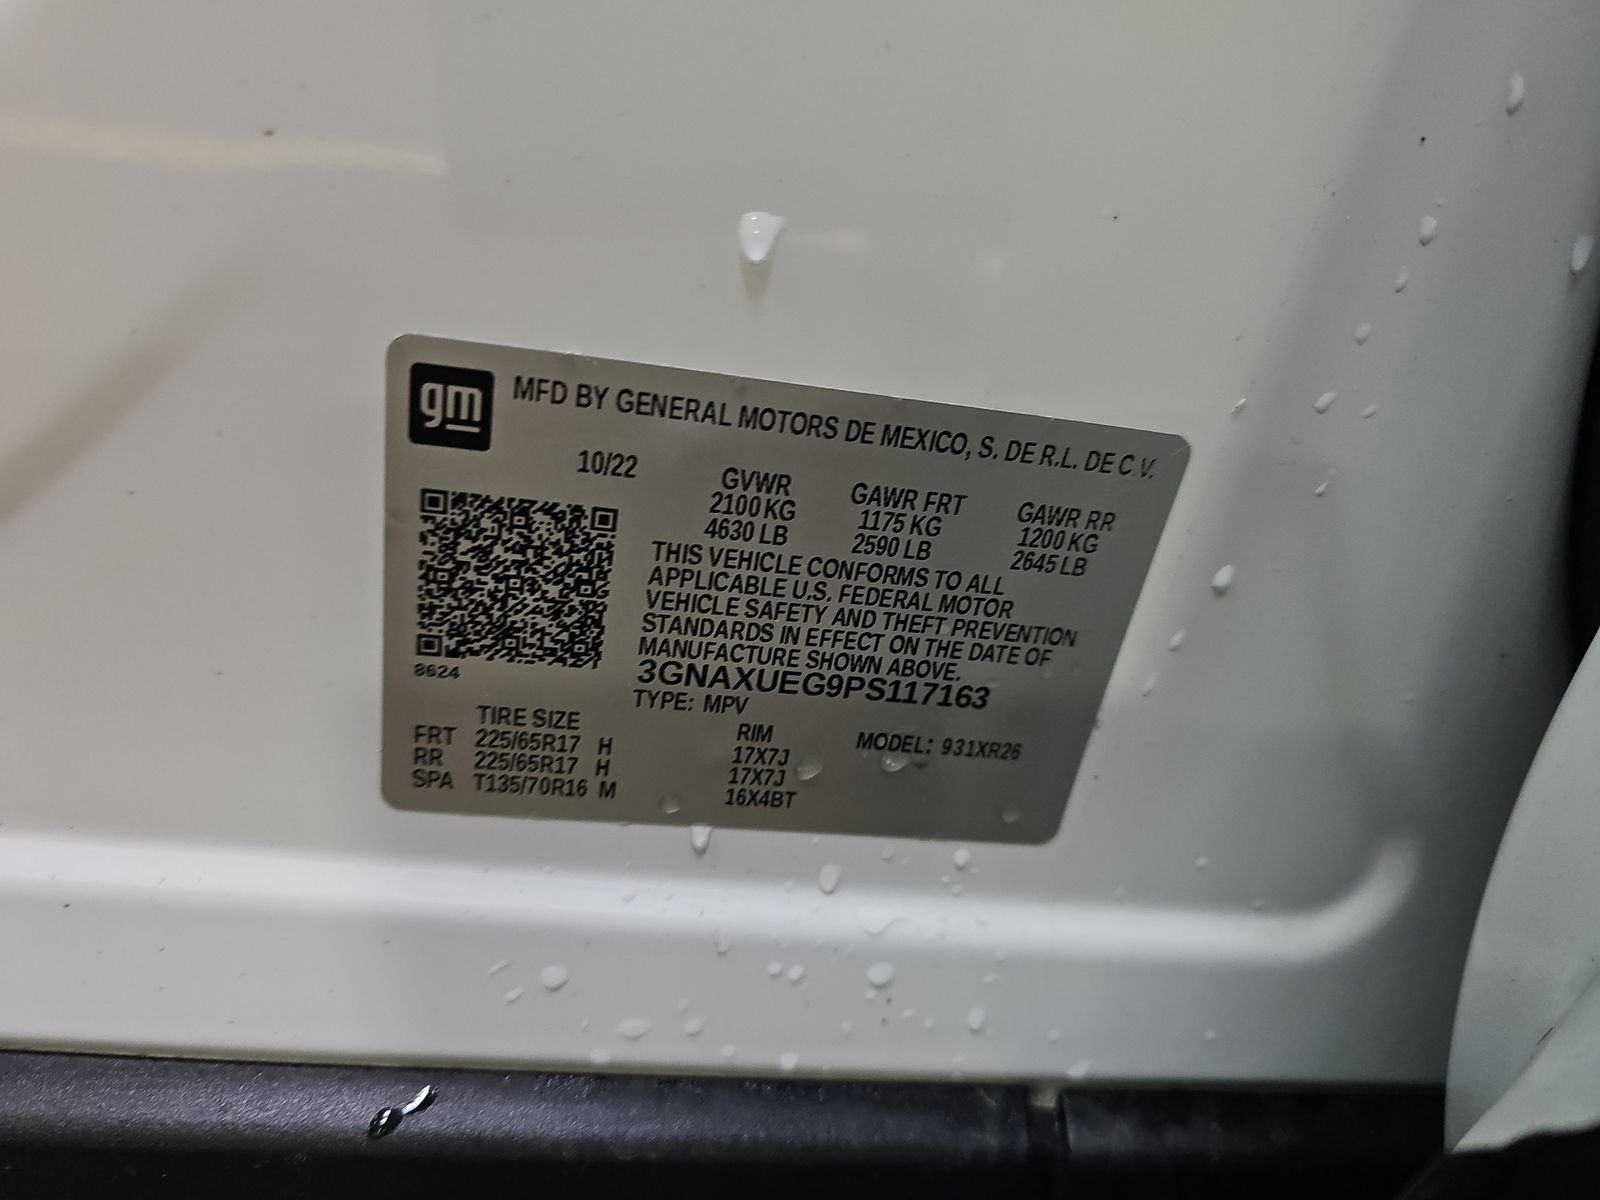 gm
MFD BY GENERAL MOTORS DE MEXICO, S. DE R.L. DE C.V.
10/22
GVWR GAWR FRT GAWR RR
2100 KG 1175 KG 1200 KG
4630 LB 2590 LB 2645 LB
THIS VEHICLE CONFORMS TO ALL
APPLICABLE U.S. FEDERAL MOTOR
VEHICLE SAFETY AND THEFT PREVENTION
STANDARDS IN EFFECT ON THE DATE OF
MANUFACTURE SHOWN ABOVE.
8624
3GNAXUEG9PS117163
TYPE: MPV
TIRE SIZE RIM MODEL: 931XR26
FRT 225/65R17 H 17X7J
RR 225/65R17 H 17X7J
SPA T135/70R16 M 16X4BT